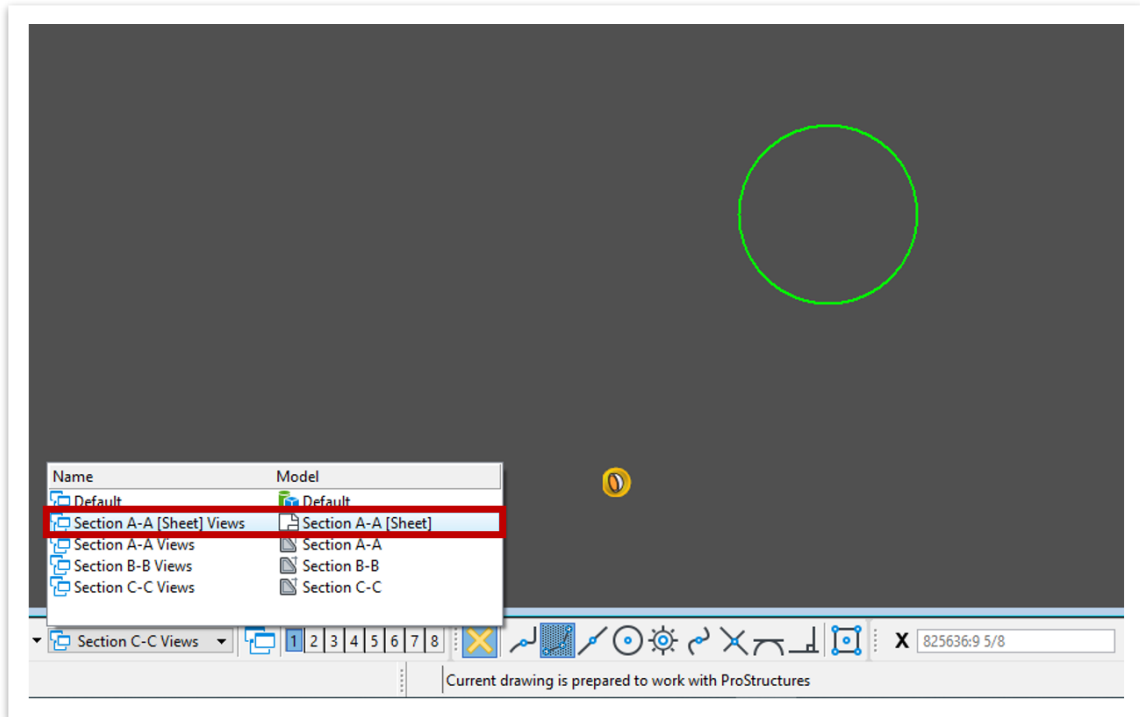 Name Model
Default Default
Section A-A [Sheet] Views Section A-A [Sheet]
Section A-A Views Section A-A
Section B-B Views Section B-B
Section C-C Views Section C-C
Section C-C Views 1 2 3 4 5 6 7 8 X 825636:9 5/8
Current drawing is prepared to work with ProStructures